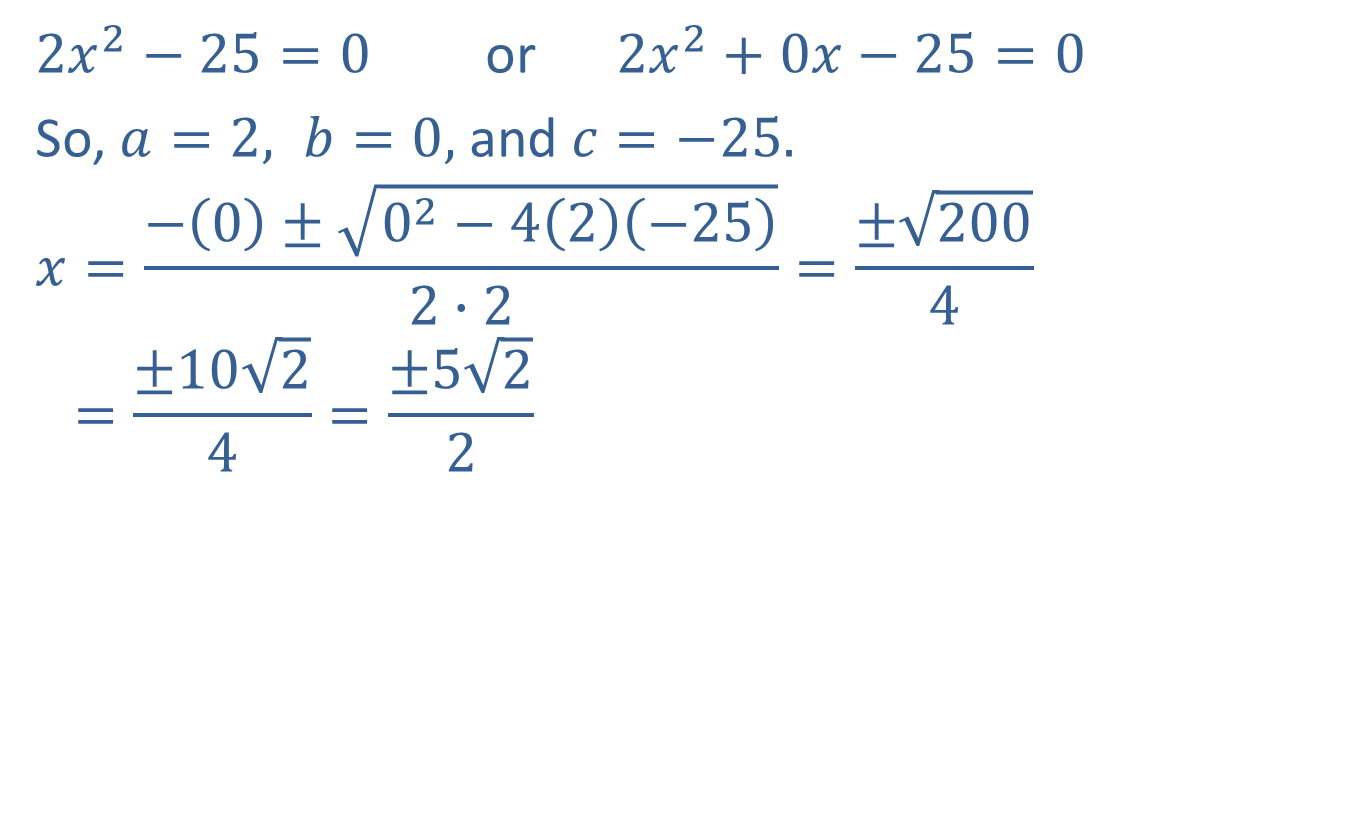 2x² − 25 = 0 or 2x² + 0x − 25 = 0
So, a = 2, b = 0, and c = −25.
x = (−(0) ± √(0² − 4(2)(−25))) / (2 · 2) = (±√200) / 4
= (±10√2) / 4 = (±5√2) / 2